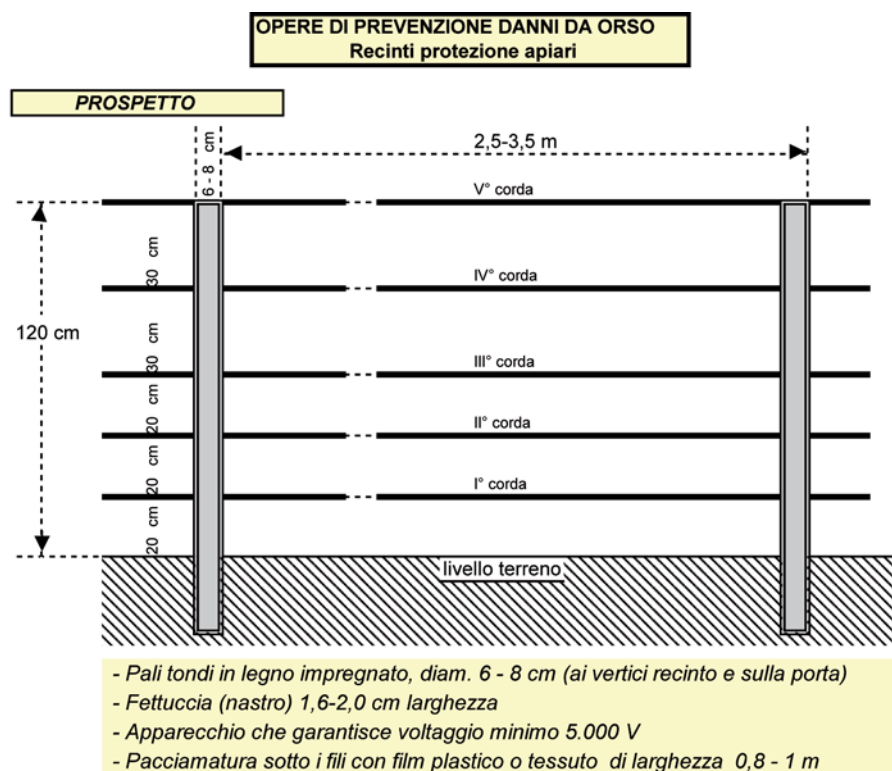 OPERE DI PREVENZIONE DANNI DA ORSO
Recinti protezione apiari
PROSPETTO
6 - 8 cm
2,5-3,5 m
V° corda
30 cm
IV° corda
120 cm
30 cm
III° corda
20 cm
II° corda
20 cm
I° corda
20 cm
livello terreno
- Pali tondi in legno impregnato, diam. 6 - 8 cm (ai vertici recinto e sulla porta)
- Fettuccia (nastro) 1,6-2,0 cm larghezza
- Apparecchio che garantisce voltaggio minimo 5.000 V
- Pacciamatura sotto i fili con film plastico o tessuto di larghezza 0,8 - 1 m